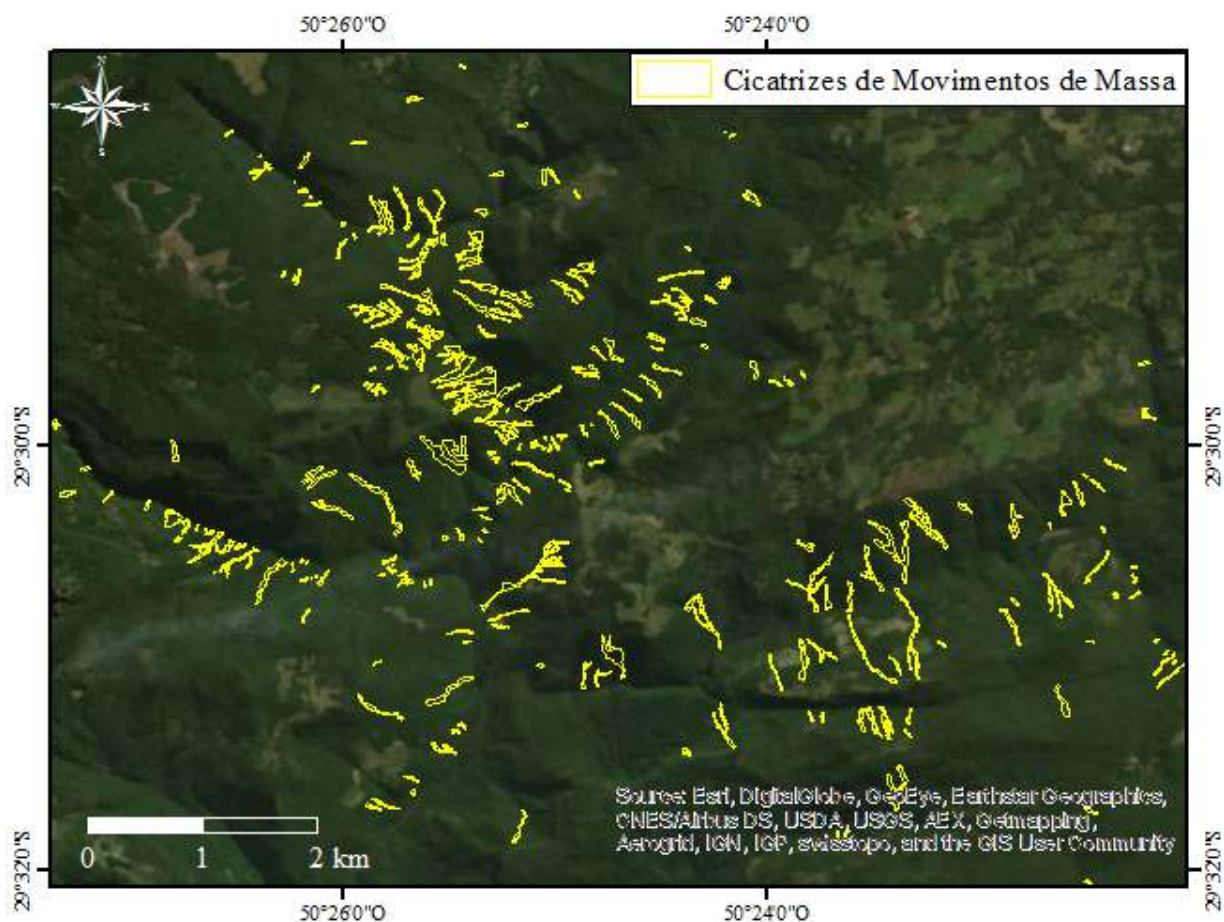 50°26'0"O
50°24'0"O
Cicatrizes de Movimentos de Massa
N
W
E
S
29°30'0"S
29°30'0"S
29°32'0"S
29°32'0"S
0 1 2 km
Source: Esri, DigitalGlobe, GeoEye, Earthstar Geographics,
CNES/Airbus DS, USDA, USGS, AEX, Getmapping,
Aerogrid, IGN, IGP, swisstopo, and the GIS User Community
50°26'0"O
50°24'0"O